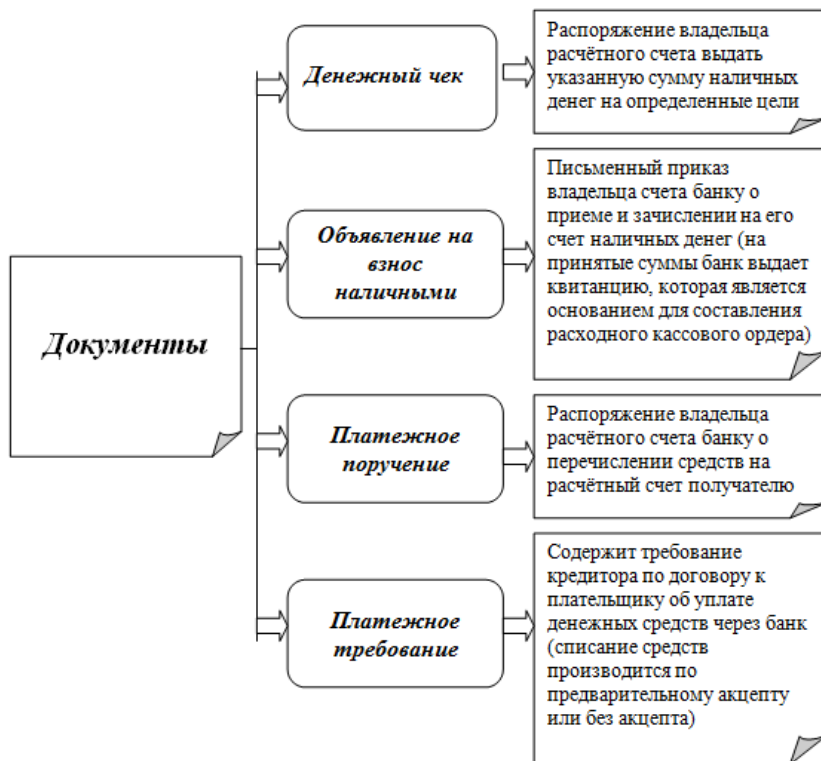 Документы
Денежный чек
Распоряжение владельца
расчётного счета выдать
указанную сумму наличных
денег на определенные цели
Объявление на
взнос
наличными
Письменный приказ
владельца счета банку о
приеме и зачислении на его
счет наличных денег (на
принятые суммы банк выдает
квитанцию, которая является
основанием для составления
расходного кассового ордера)
Платежное
поручение
Распоряжение владельца
расчётного счета банку о
перечислении средств на
расчётный счет получателю
Платежное
требование
Содержит требование
кредитора по договору к
плательщику об уплате
денежных средств через банк
(списание средств
производится по
предварительному акцепту
или без акцепта)